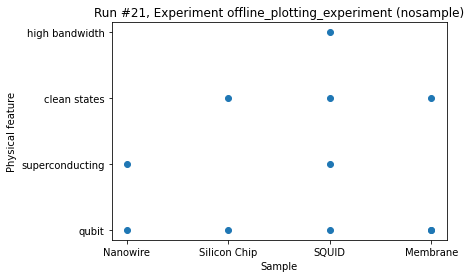 Run #21, Experiment offline_plotting_experiment (nosample)
high bandwidth
clean states
superconducting
qubit
Physical feature
Nanowire Silicon Chip SQUID Membrane
Sample